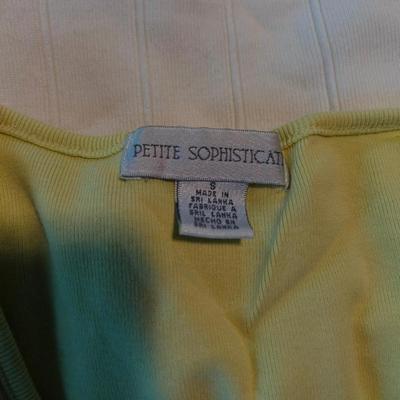 PETITE SOPHISTICAT
S
MADE IN
SRI LANKA
FABRIQUE A
SRIL LANKA
HECHO EN
SRI LANKA